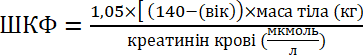 ШКФ = 1,05×[ (140−(вік))×маса тіла (кг)
креатинін крові (мкмоль/л)